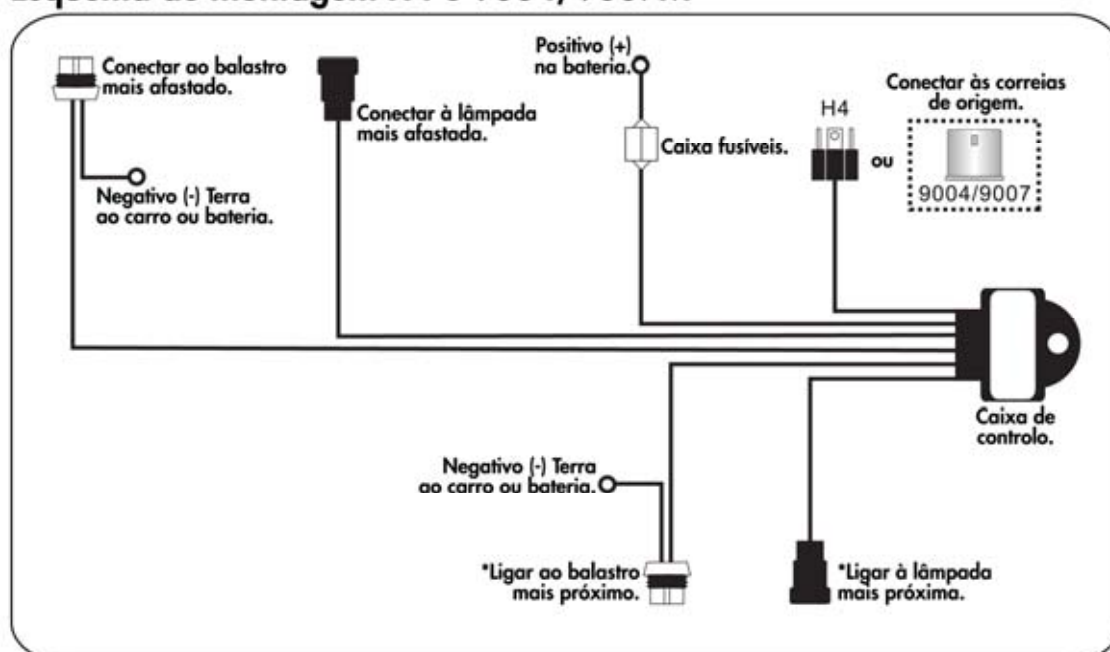 Conectar ao balastro
mais afastado.
Negativo (-) Terra
ao carro ou bateria.
Conectar à lâmpada
mais afastada.
Positivo (+)
na bateria.
Caixa fusíveis.
H4
ou
Conectar às correias
de origem.
9004/9007
Caixa de
controlo.
Negativo (-) Terra
ao carro ou bateria.
*Ligar ao balastro
mais próximo.
*Ligar à lâmpada
mais próxima.